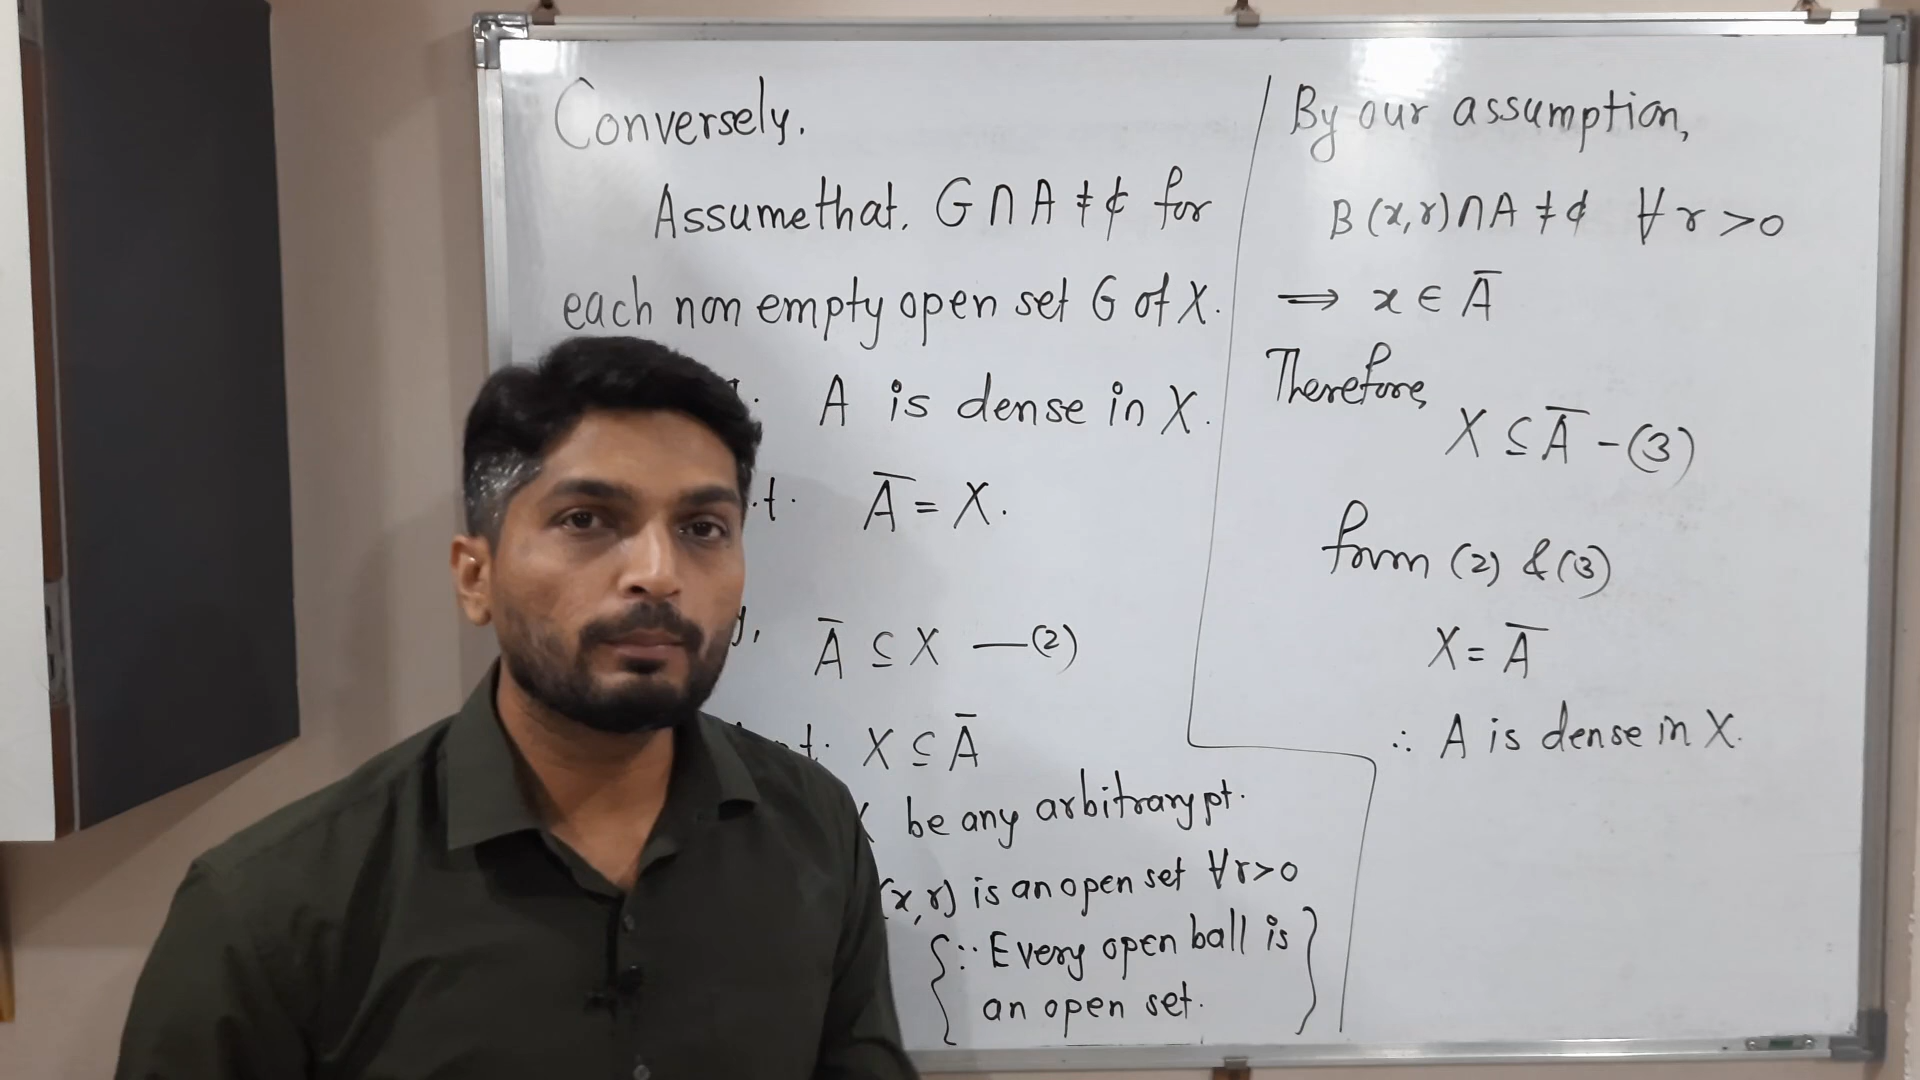 Conversely.
Assume that. G ∩ A ≠ ϕ for
each non empty open set G of X.
A is dense in X.
.t. A̅ = X.
y, A̅ ⊆ X —(2)
t. X ⊆ A̅
be any arbitrary pt.
(x, r) is an open set ∀ r > 0
{∵ Every open ball is
an open set. }
By our assumption,
B (x, r) ∩ A ≠ ϕ ∀ r > 0
⟹ x ∈ A̅
Therefore,
X ⊆ A̅ – (3)
form (2) & (3)
X = A̅
∴ A is dense in X.